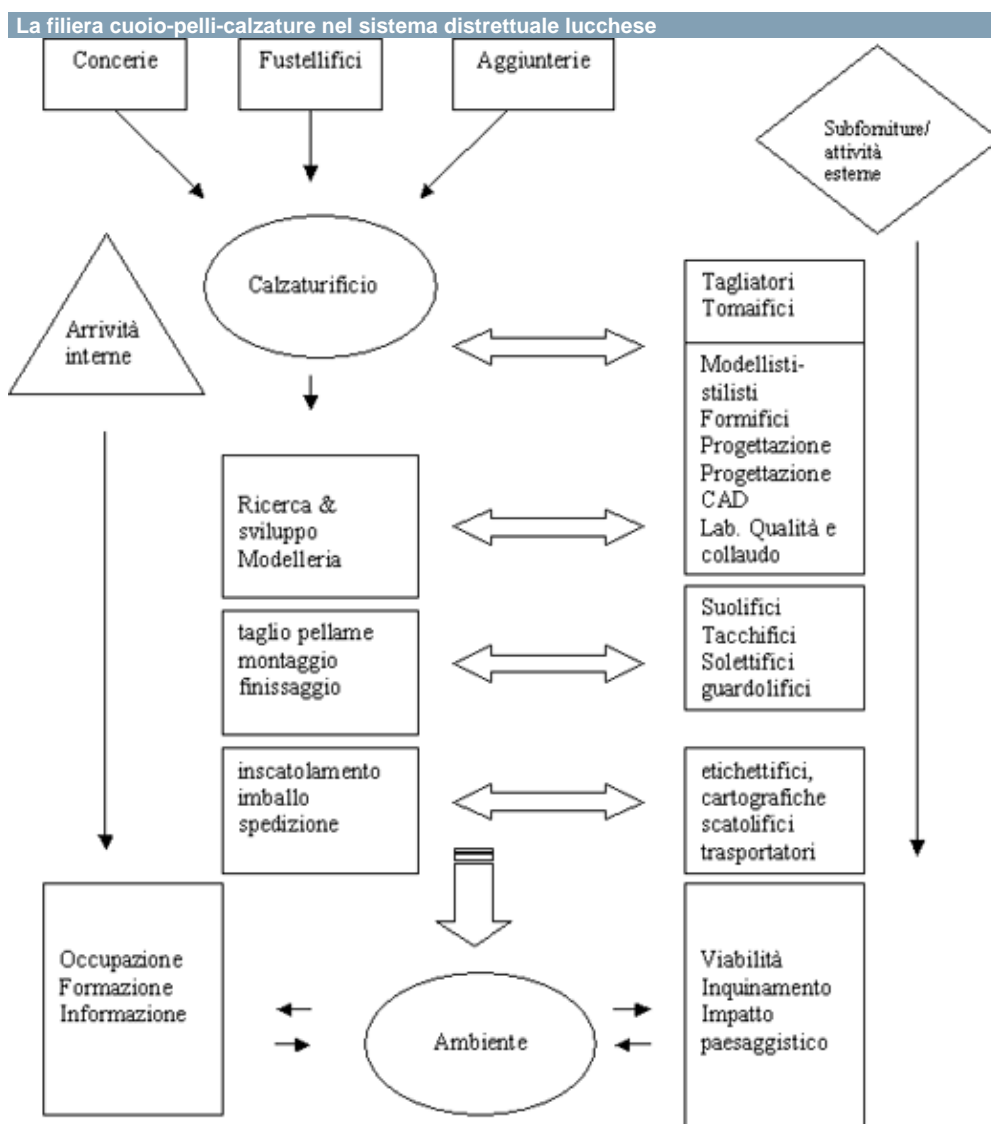 La filiera cuoio-pelli-calzature nel sistema distrettuale lucchese
Concerie
Fustellifici
Aggiunterie
Subforniture/
attività
esterne
Calzaturificio
Arrività
interne
Tagliatori
Tomaifici
Modellisti-
stilisti
Formifici
Progettazione
Progettazione
CAD
Lab. Qualità e
collaudo
Ricerca &
sviluppo
Modelleria
taglio pellame
montaggio
finissaggio
Suolifici
Tacchifici
Solettifici
guardolifici
inscatolamento
imballo
spedizione
etichettifici,
cartografiche
scatolifici
trasportatori
Occupazione
Formazione
Informazione
Ambiente
Viabilità
Inquinamento
Impatto
paesaggistico